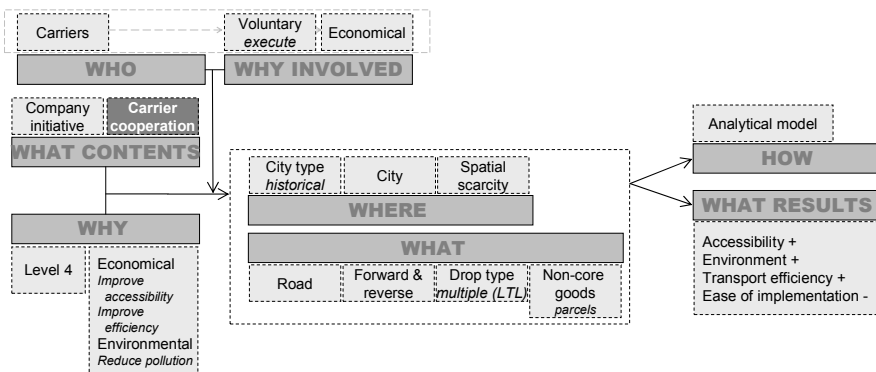 Carriers
Voluntary
execute
Economical
WHO
WHY INVOLVED
Company
initiative
Carrier
cooperation
WHAT CONTENTS
WHY
Level 4
Economical
Improve
accessibility
Improve
efficiency
Environmental
Reduce pollution
City type
historical
City
Spatial
scarcity
WHERE
WHAT
Road
Forward &
reverse
Drop type
multiple (LTL)
Non-core
goods
parcels
Analytical model
HOW
WHAT RESULTS
Accessibility +
Environment +
Transport efficiency +
Ease of implementation -